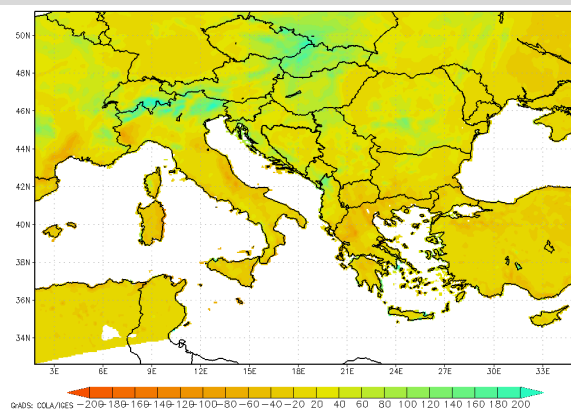 50N
48N
46N
44N
42N
40N
38N
36N
34N
3E 6E 9E 12E 15E 18E 21E 24E 27E 30E 33E
GrADS: COLA/IGES -200-180-160-140-120-100-80-60-40-20 20 40 60 80 100 120 140 160 180 200